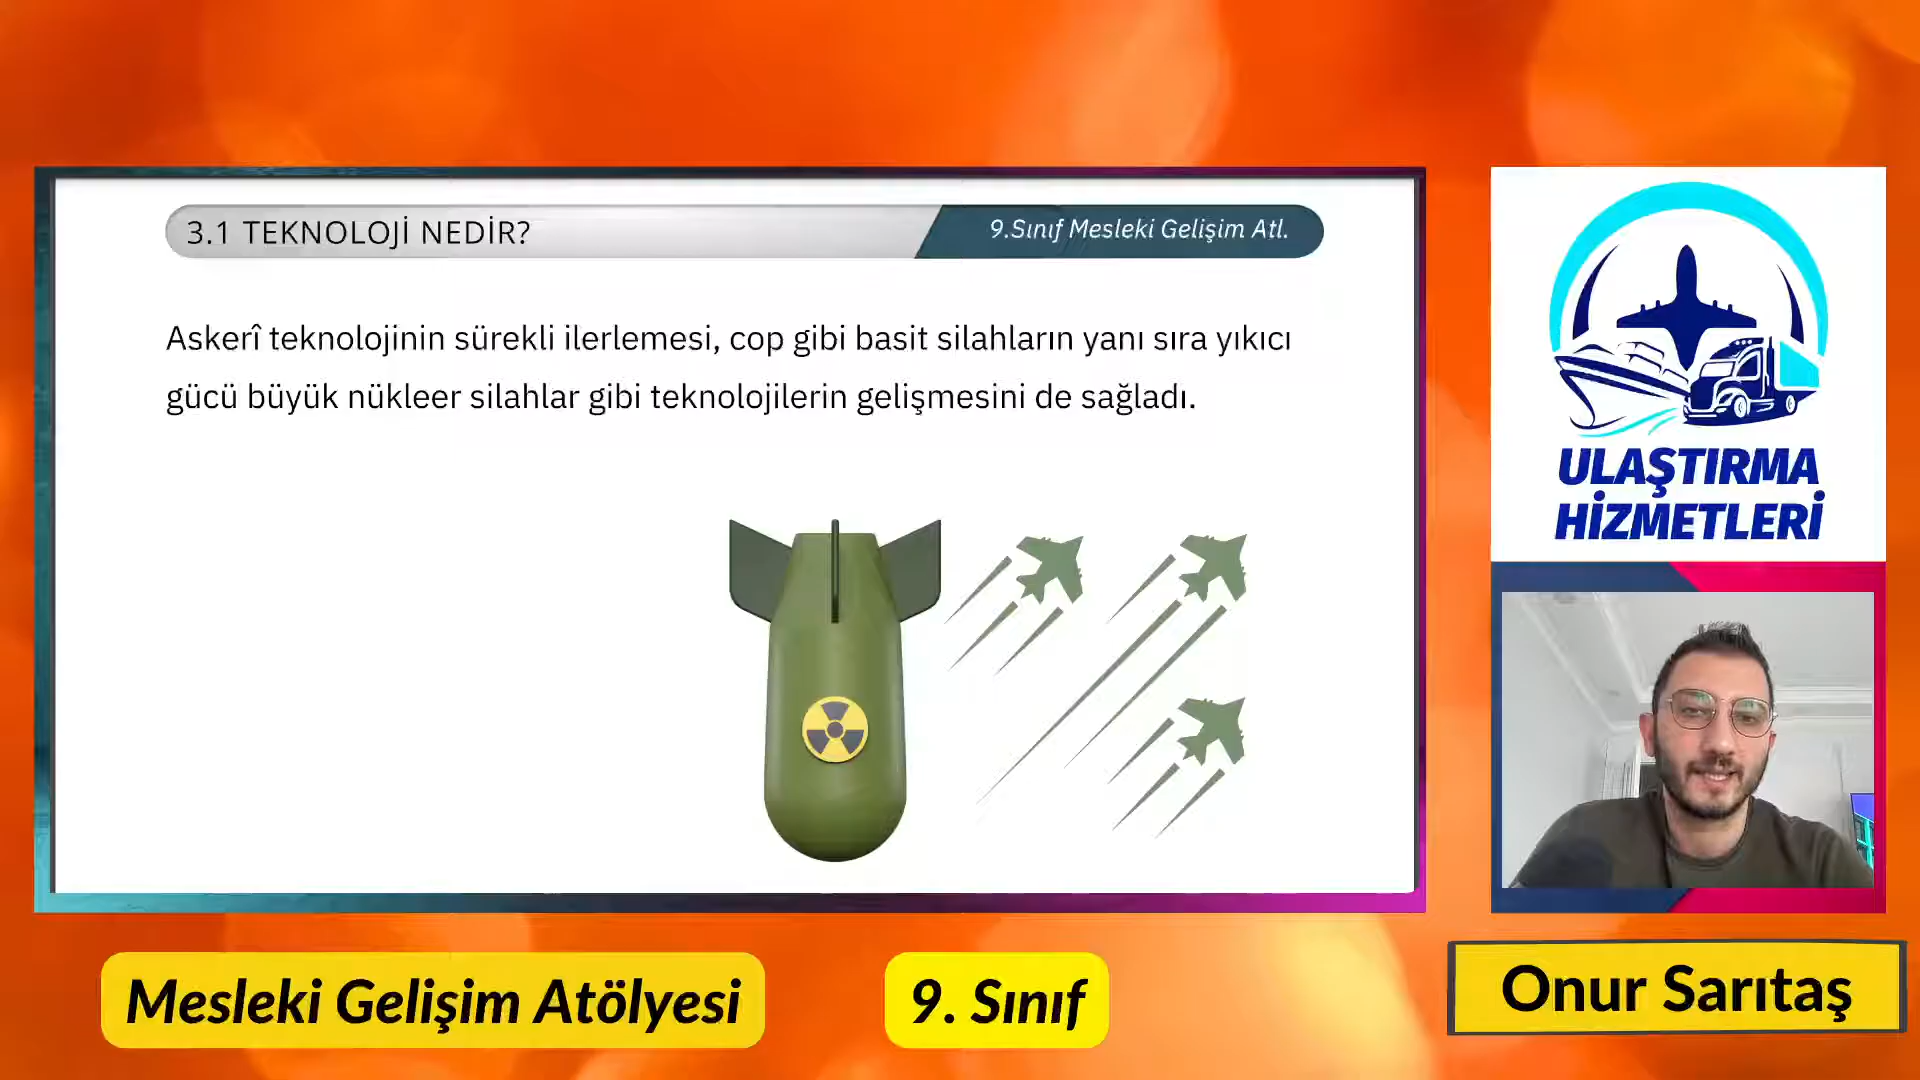 3.1 TEKNOLOJİ NEDİR?
9.Sınıf Mesleki Gelişim Atl.
Askerî teknolojinin sürekli ilerlemesi, cop gibi basit silahların yanı sıra yıkıcı
gücü büyük nükleer silahlar gibi teknolojilerin gelişmesini de sağladı.
ULAŞTIRMA
HİZMETLERİ
Mesleki Gelişim Atölyesi
9. Sınıf
Onur Sarıtaş